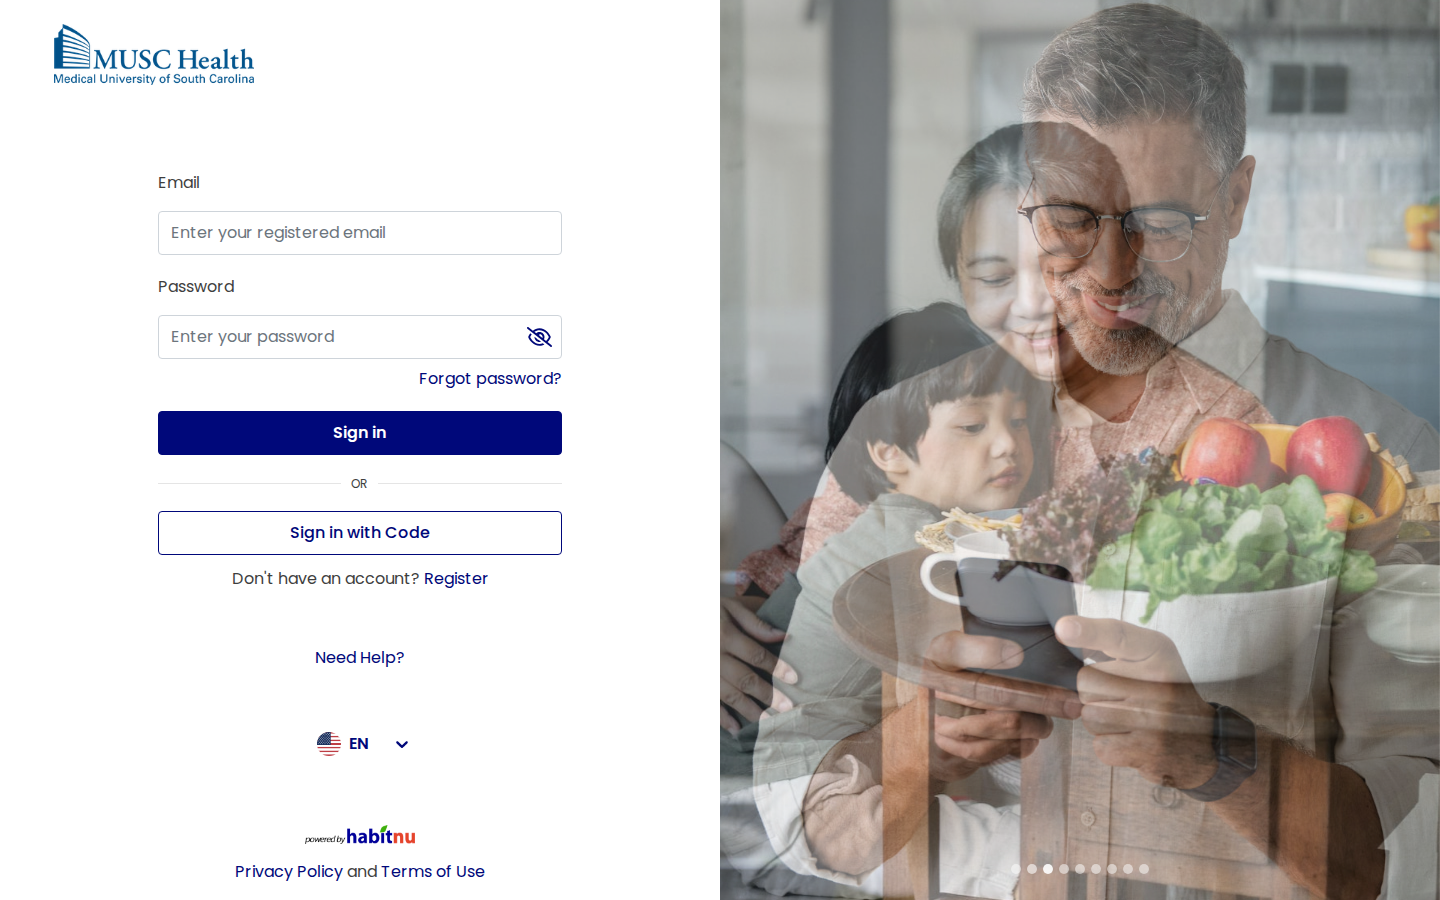 MUSC Health
Medical University of South Carolina
Email
Enter your registered email
Password
Enter your password
Forgot password?
Sign in
OR
Sign in with Code
Don't have an account? Register
Need Help?
EN
powered by habitnu
Privacy Policy and Terms of Use